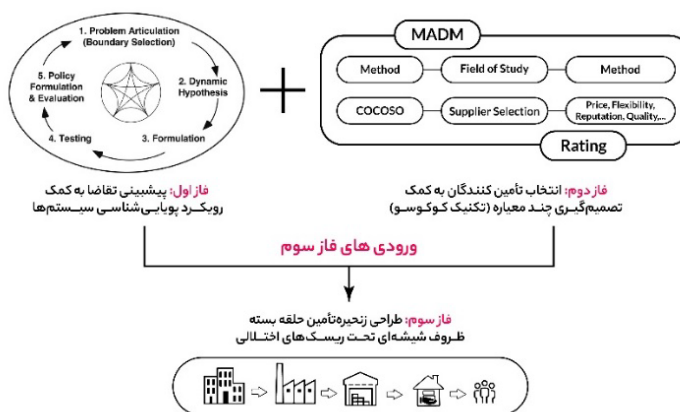 1. Problem Articulation
(Boundary Selection)
2. Dynamic
Hypothesis
3. Formulation
4. Testing
5. Policy
Formulation
& Evaluation
MADM
Method
Field of Study
Method
COCOSO
Supplier Selection
Price, Flexibility,
Reputation, Quality,...
Rating
فاز اول: پیشبینی تقاضا به کمک
رویکرد پویایی‌شناسی سیستم‌ها
فاز دوم: انتخاب تأمین کنندگان به کمک
تصمیم‌گیری چند معیاره (تکنیک کوکوسو)
ورودی های فاز سوم
فاز سوم: طراحی زنجیره‌تأمین حلقه بسته
ظروف شیشه‌ای تحت ریسک‌های اختلالی